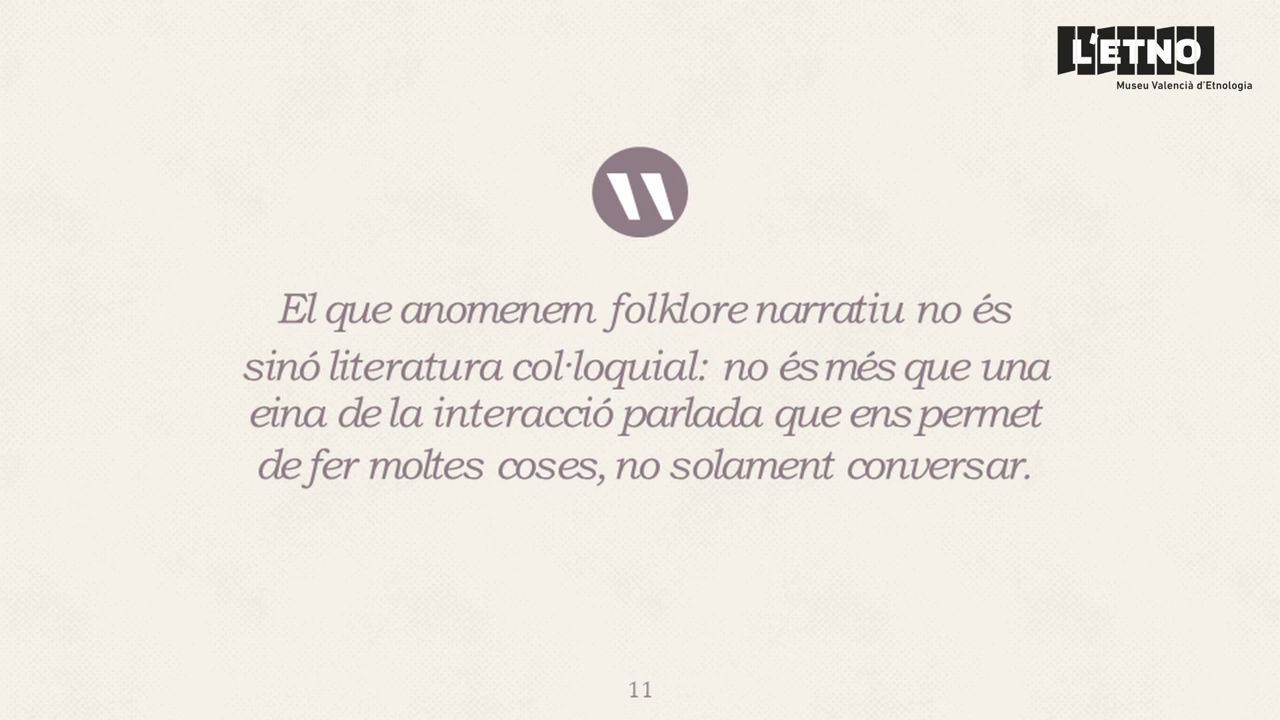 L'ETNO
Museu Valencià d'Etnologia
El que anomenem folklore narratiu no és
sinó literatura col·loquial: no és més que una
eina de la interacció parlada que ens permet
de fer moltes coses, no solament conversar.
11